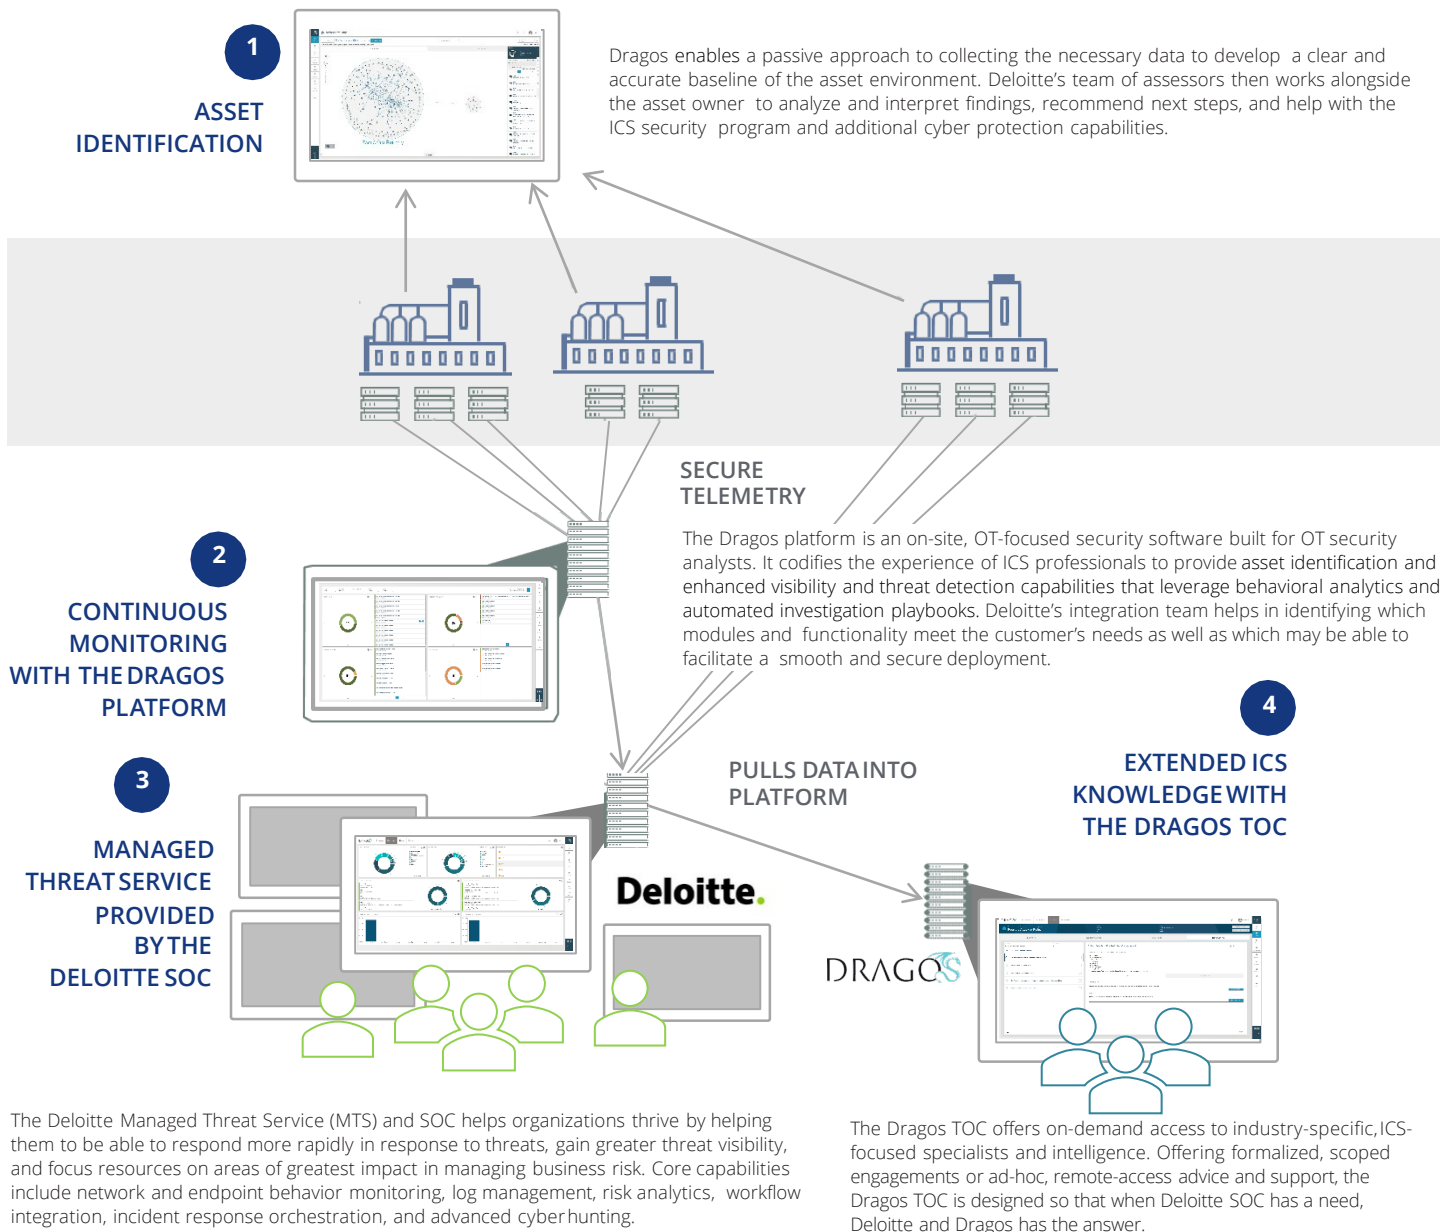 1
ASSET
IDENTIFICATION
Dragos enables a passive approach to collecting the necessary data to develop a clear and
accurate baseline of the asset environment. Deloitte’s team of assessors then works alongside
the asset owner to analyze and interpret findings, recommend next steps, and help with the
ICS security program and additional cyber protection capabilities.
SECURE
TELEMETRY
The Dragos platform is an on-site, OT-focused security software built for OT security
analysts. It codifies the experience of ICS professionals to provide asset identification and
enhanced visibility and threat detection capabilities that leverage behavioral analytics and
automated investigation playbooks. Deloitte’s integration team helps in identifying which
modules and functionality meet the customer’s needs as well as which may be able to
facilitate a smooth and secure deployment.
2
CONTINUOUS
MONITORING
WITH THE DRAGOS
PLATFORM
3
MANAGED
THREAT SERVICE
PROVIDED
BY THE
DELOITTE SOC
PULLS DATA INTO
PLATFORM
4
EXTENDED ICS
KNOWLEDGE WITH
THE DRAGOS TOC
Deloitte.
DRAGOS
The Deloitte Managed Threat Service (MTS) and SOC helps organizations thrive by helping
them to be able to respond more rapidly in response to threats, gain greater threat visibility,
and focus resources on areas of greatest impact in managing business risk. Core capabilities
include network and endpoint behavior monitoring, log management, risk analytics, workflow
integration, incident response orchestration, and advanced cyber hunting.
The Dragos TOC offers on-demand access to industry-specific, ICS-
focused specialists and intelligence. Offering formalized, scoped
engagements or ad-hoc, remote-access advice and support, the
Dragos TOC is designed so that when Deloitte SOC has a need,
Deloitte and Dragos has the answer.